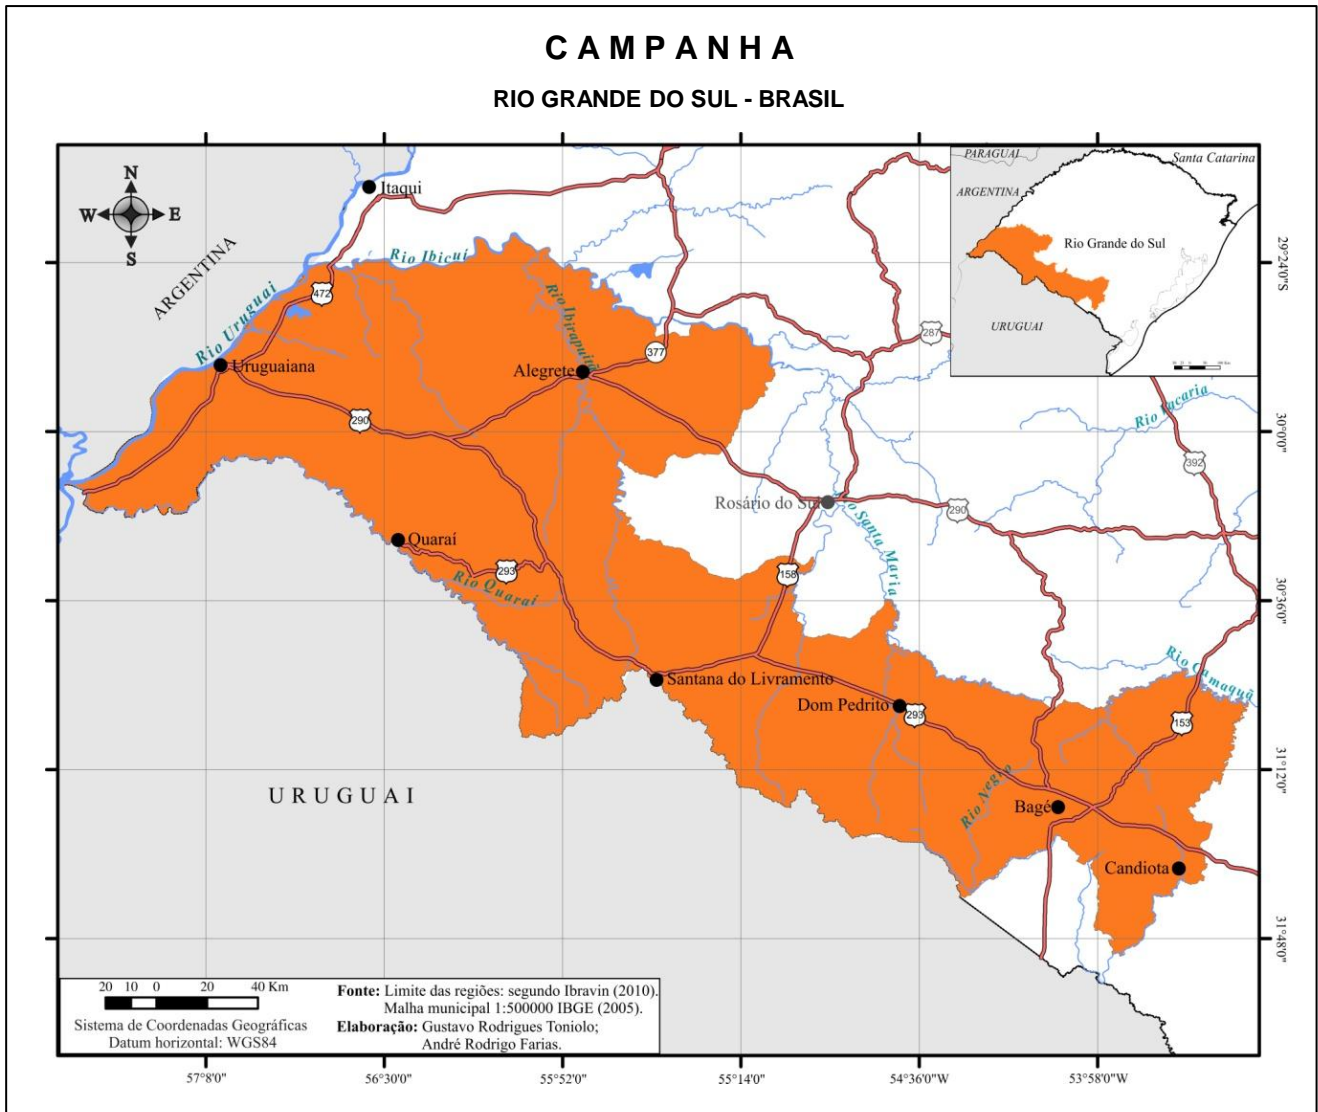 CAMPANHA
RIO GRANDE DO SUL - BRASIL
N
W E
S
Itaqui
ARGENTINA
Rio Uruguai
Rio Ibicuí
Rio Ibirapuitã
472
377
287
Uruguaiana
Alegrete
290
Rosário do Sul
Rio Santa Maria
290
392
Rio Vacaria
Quaraí
293
Rio Quaraí
158
Santana do Livramento
Dom Pedrito
293
153
Rio Camaquã
Rio Negro
Bagé
Candiota
URUGUAI
PARAGUAI
Santa Catarina
ARGENTINA
Rio Grande do Sul
URUGUAI
29°24'0"S
30°0'0"
30°36'0"
31°12'0"
31°48'0"
20 10 0 20 40 Km
Sistema de Coordenadas Geográficas
Datum horizontal: WGS84
Fonte: Limite das regiões: segundo Ibravin (2010).
Malha municipal 1:500000 IBGE (2005).
Elaboração: Gustavo Rodrigues Toniolo;
André Rodrigo Farias.
57°8'0" 56°30'0" 55°52'0" 55°14'0" 54°36'0"W 53°58'0"W